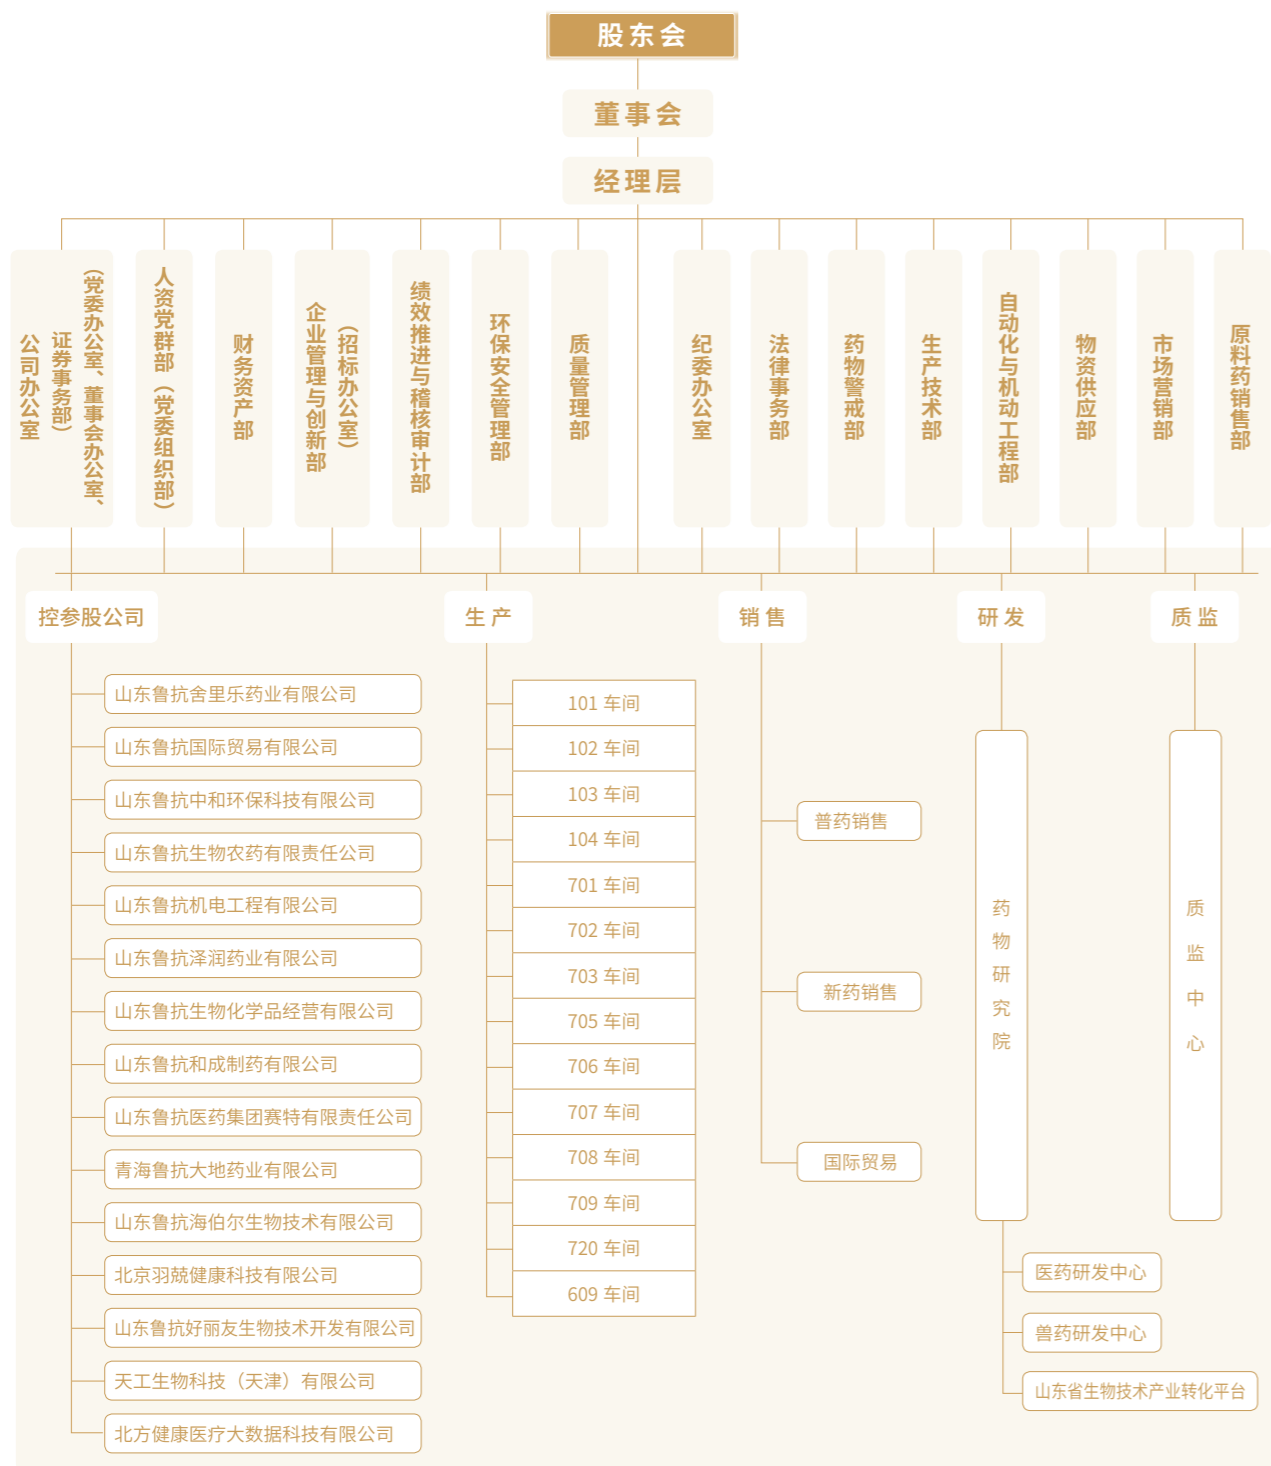 股东会
董事会
经理层
公司办公室
（党委办公室、董事会办公室、
证券事务部）
人资党群部（党委组织部）
财务资产部
企业管理与创新部
（招标办公室）
绩效推进与稽核审计部
环保安全管理部
质量管理部
纪委办公室
法律事务部
药物警戒部
生产技术部
自动化与机动工程部
物资供应部
市场营销部
原料药销售部
控参股公司
山东鲁抗舍里乐药业有限公司
山东鲁抗国际贸易有限公司
山东鲁抗中和环保科技有限公司
山东鲁抗生物农药有限责任公司
山东鲁抗机电工程有限公司
山东鲁抗泽润药业有限公司
山东鲁抗生物化学品经营有限公司
山东鲁抗和成制药有限公司
山东鲁抗医药集团赛特有限责任公司
青海鲁抗大地药业有限公司
山东鲁抗海伯尔生物技术有限公司
北京羽兢健康科技有限公司
山东鲁抗好丽友生物技术开发有限公司
天工生物科技（天津）有限公司
北方健康医疗大数据科技有限公司
生 产
101 车间
102 车间
103 车间
104 车间
701 车间
702 车间
703 车间
705 车间
706 车间
707 车间
708 车间
709 车间
720 车间
609 车间
销 售
普药销售
新药销售
国际贸易
研 发
药物研究院
医药研发中心
兽药研发中心
山东省生物技术产业转化平台
质 监
质监中心